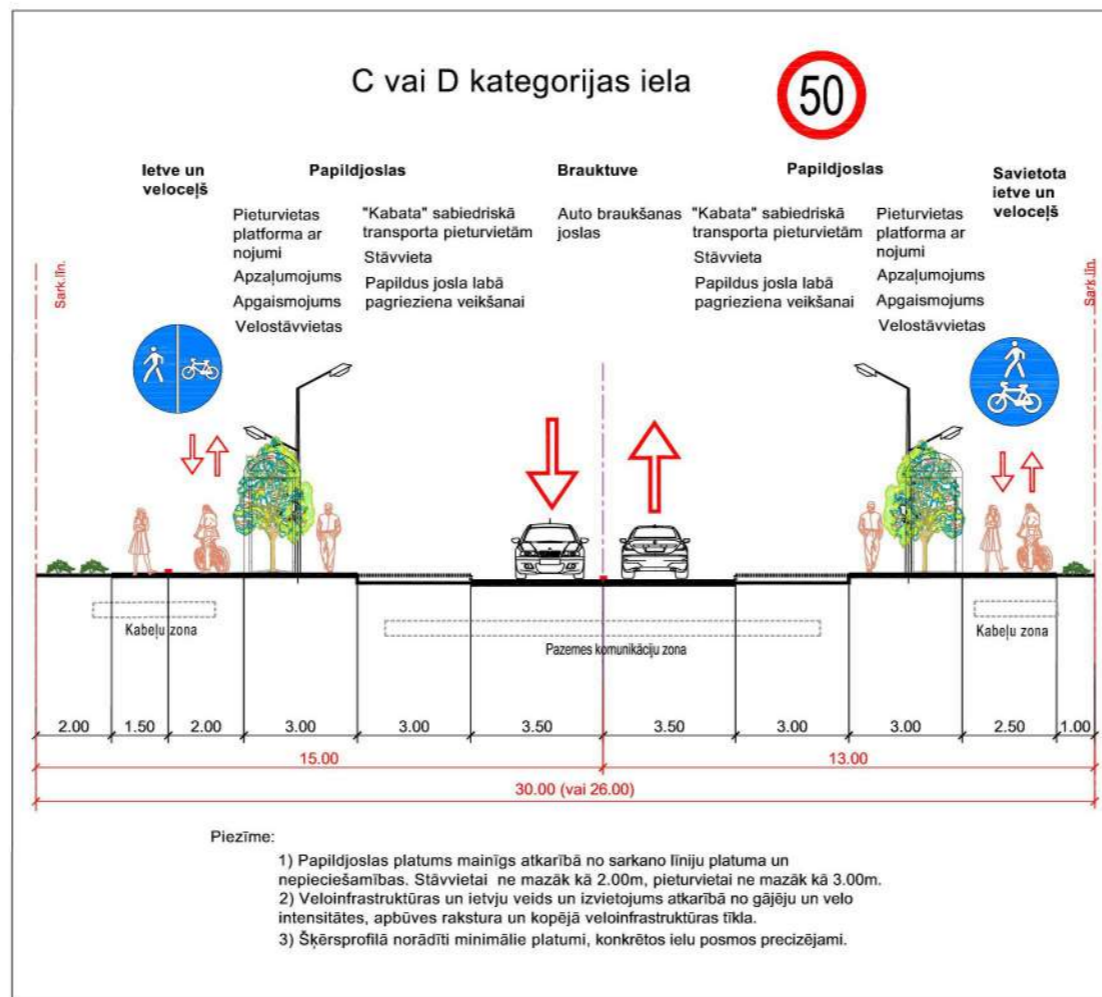 C vai D kategorijas iela
50
Ietve un
veloceļš
Papildjoslas
Brauktuve
Papildjoslas
Savietota
ietve un
veloceļš
Pieturvietas
platforma ar
nojumi
Apzaļumojums
Apgaismojums
Velostāvvietas
"Kabata" sabiedriskā
transporta pieturvietām
Stāvvieta
Papildus josla labā
pagrieziena veikšanai
Auto braukšanas
joslas
"Kabata" sabiedriskā
transporta pieturvietām
Stāvvieta
Papildus josla labā
pagrieziena veikšanai
Pieturvietas
platforma ar
nojumi
Apzaļumojums
Apgaismojums
Velostāvvietas
Sark.līn.
Sark.līn.
Kabeļu zona
Pazemes komunikāciju zona
Kabeļu zona
2.00 1.50 2.00 3.00 3.00 3.50 3.50 3.00 3.00 2.50 1.00
15.00 13.00
30.00 (vai 26.00)
Piezīme:
1) Papildjoslas platums mainīgs atkarībā no sarkano līniju platuma un
nepieciešamības. Stāvvietai ne mazāk kā 2.00m, pieturvietai ne mazāk kā 3.00m.
2) Veloinfrastruktūras un ietvju veids un izvietojums atkarībā no gājēju un velo
intensitātes, apbūves rakstura un kopējā veloinfrastruktūras tīkla.
3) Šķērsprofilā norādīti minimālie platumi, konkrētos ielu posmos precizējami.